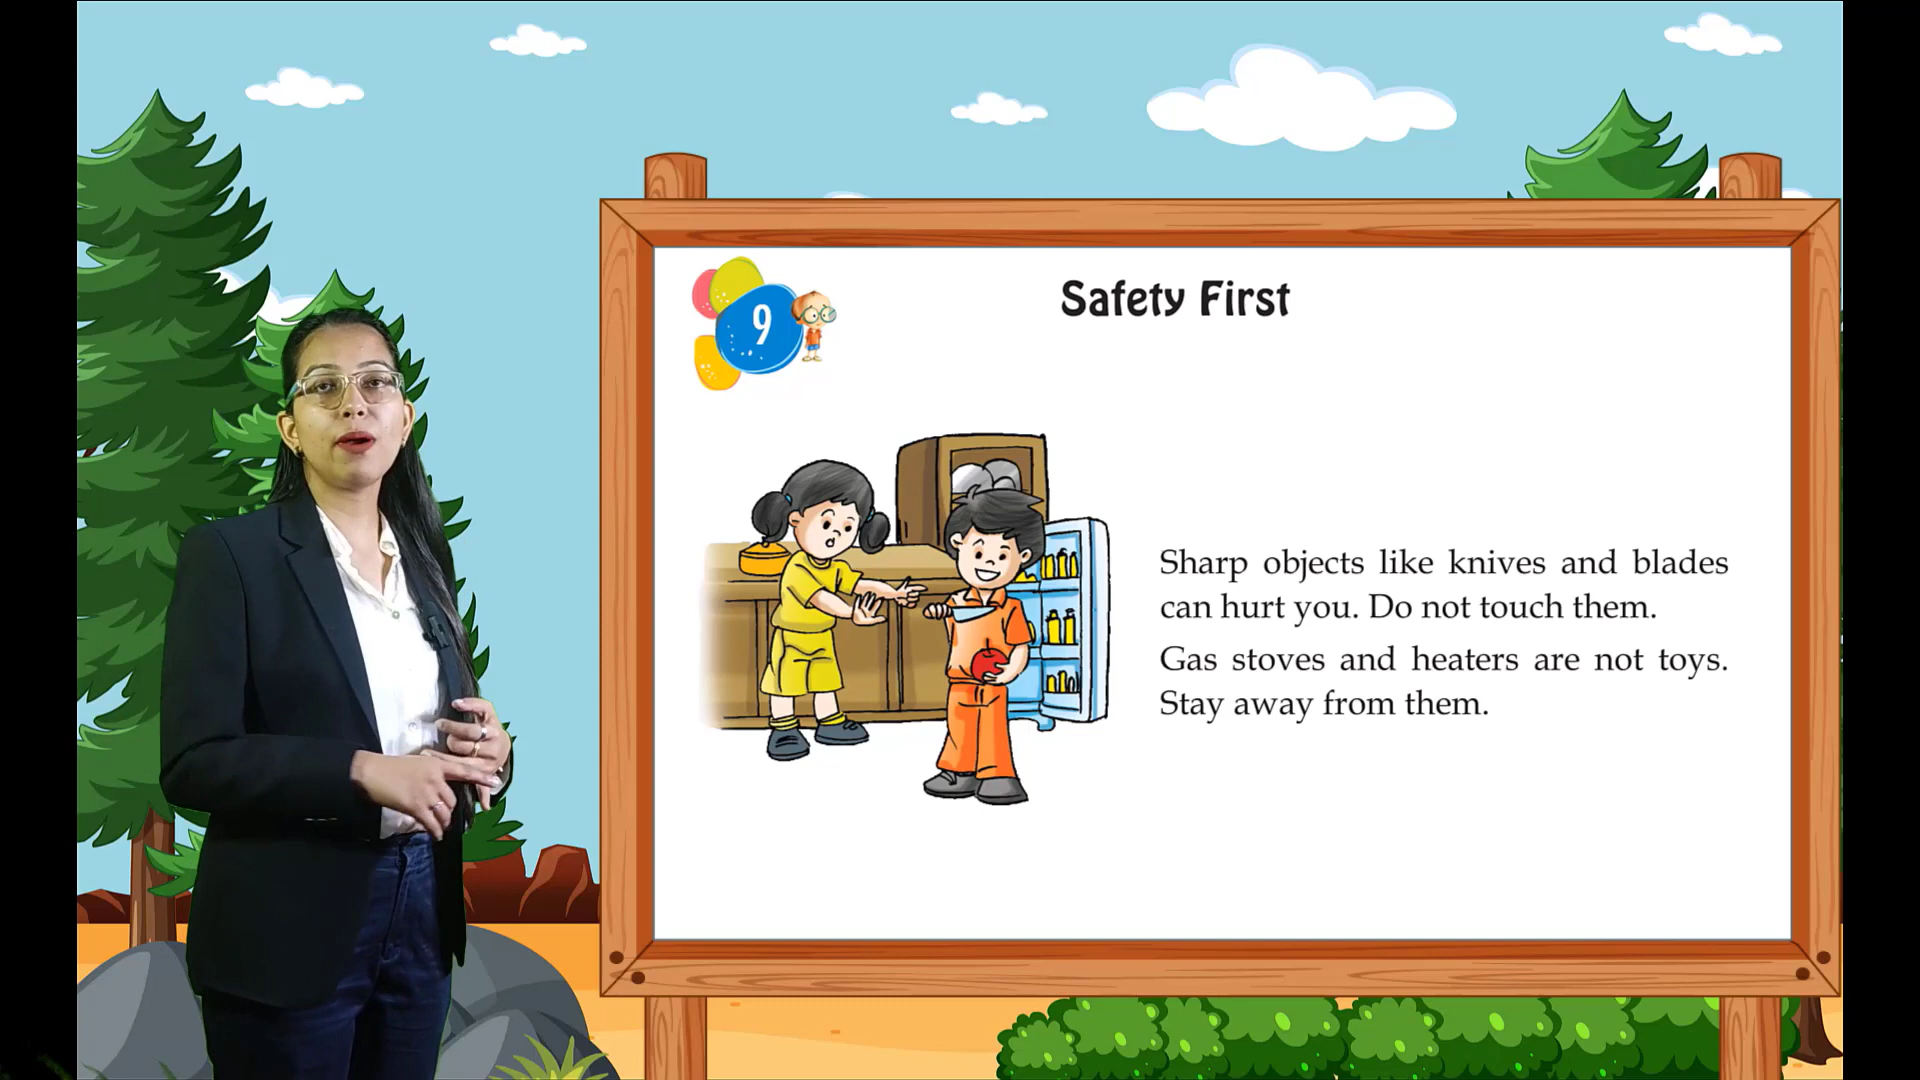 9
Safety First
Sharp objects like knives and blades
can hurt you. Do not touch them.
Gas stoves and heaters are not toys.
Stay away from them.